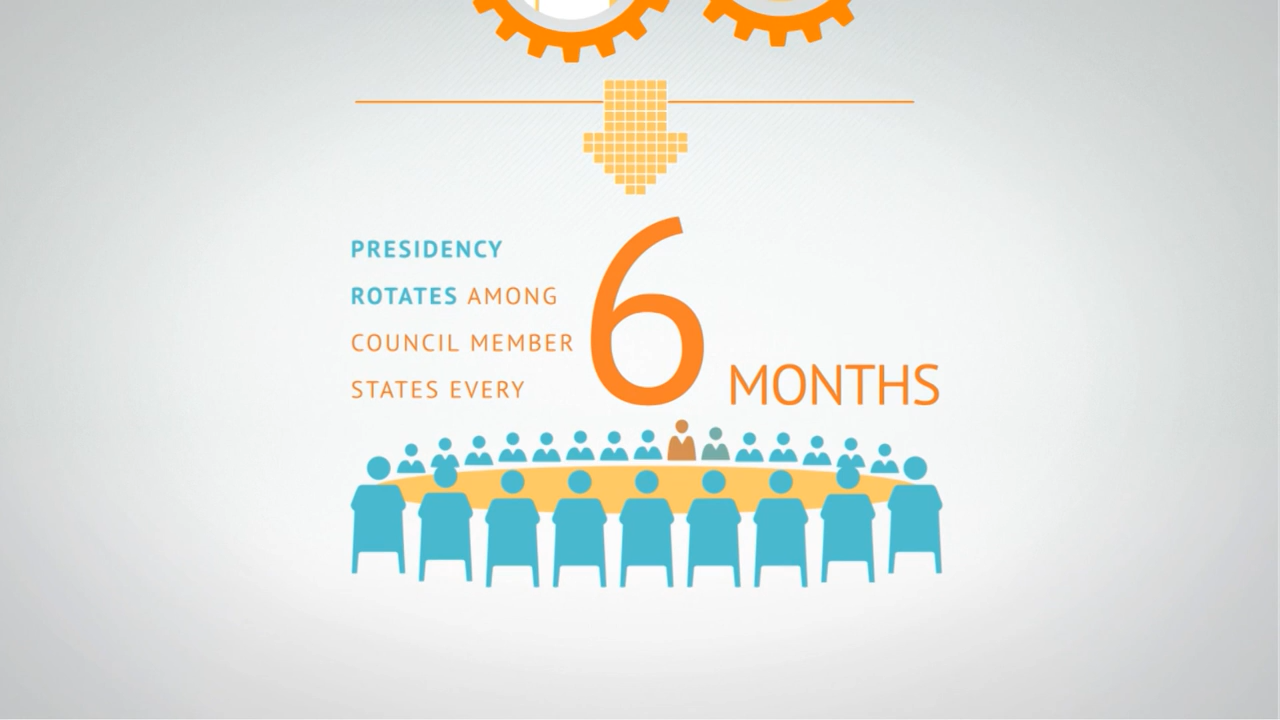 PRESIDENCY
ROTATES AMONG
COUNCIL MEMBER
STATES EVERY
6
MONTHS